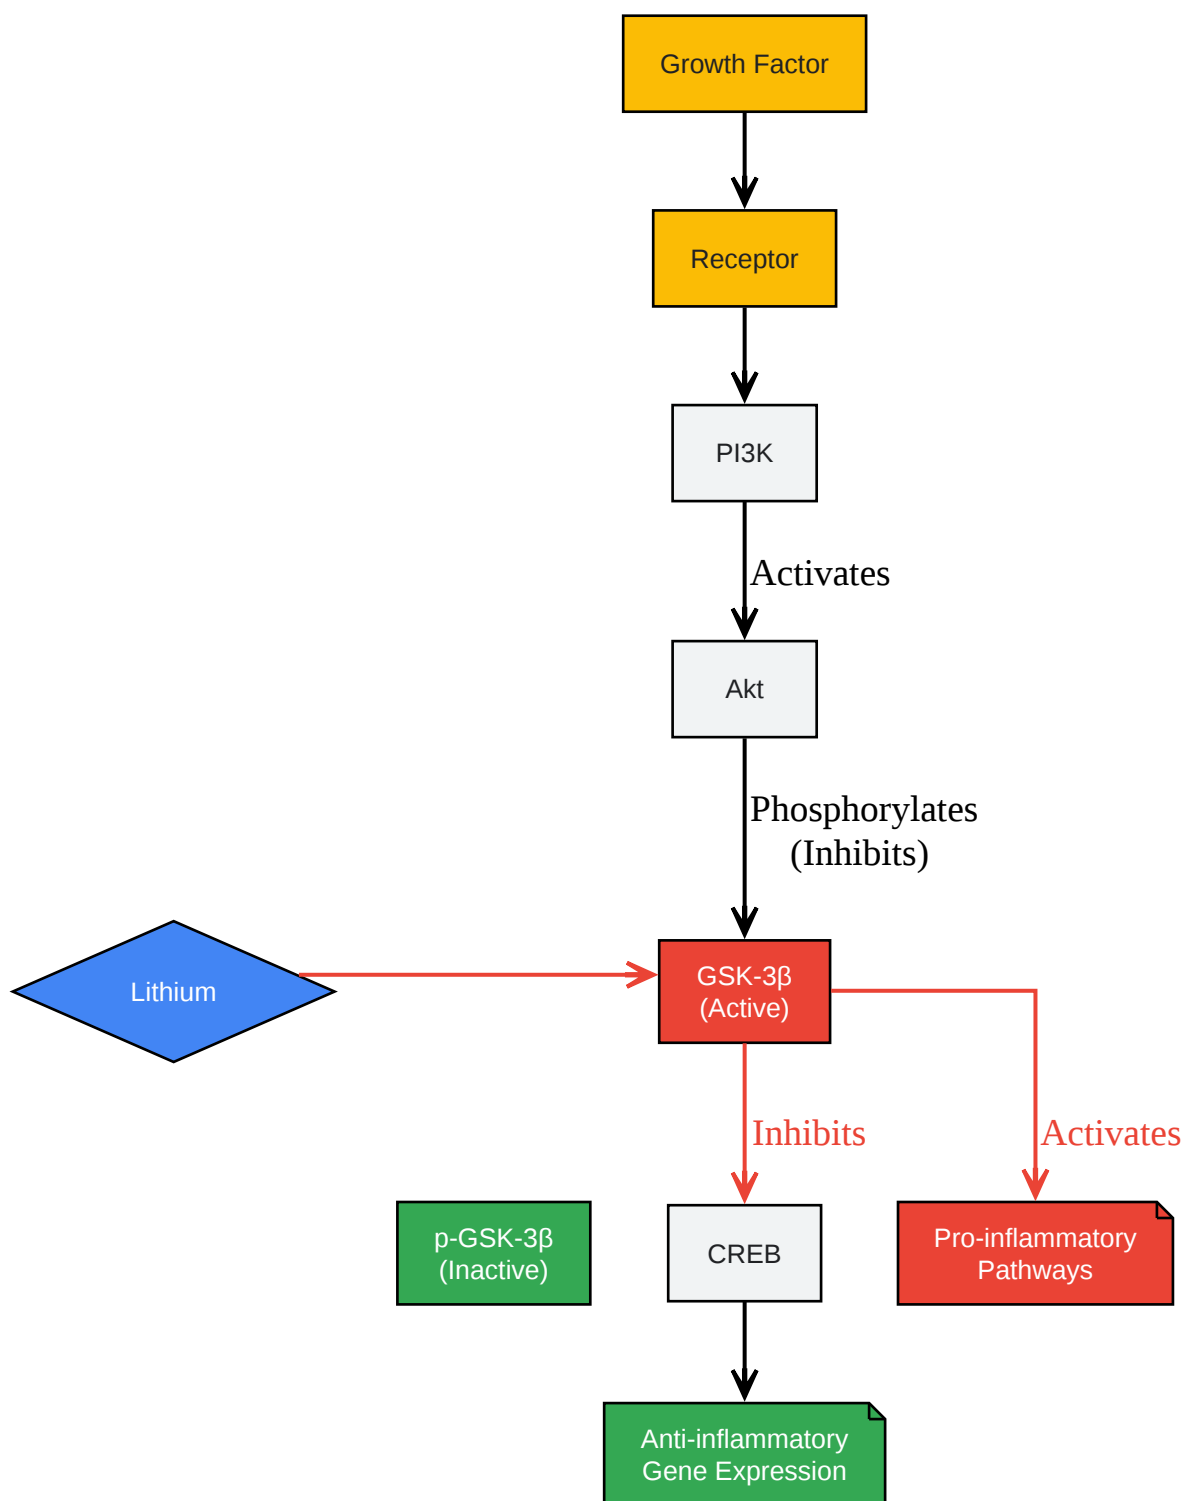 Growth Factor
Receptor
PI3K
Activates
Akt
Phosphorylates
(Inhibits)
Lithium
GSK-3β
(Active)
Inhibits
Activates
p-GSK-3β
(Inactive)
CREB
Pro-inflammatory
Pathways
Anti-inflammatory
Gene Expression